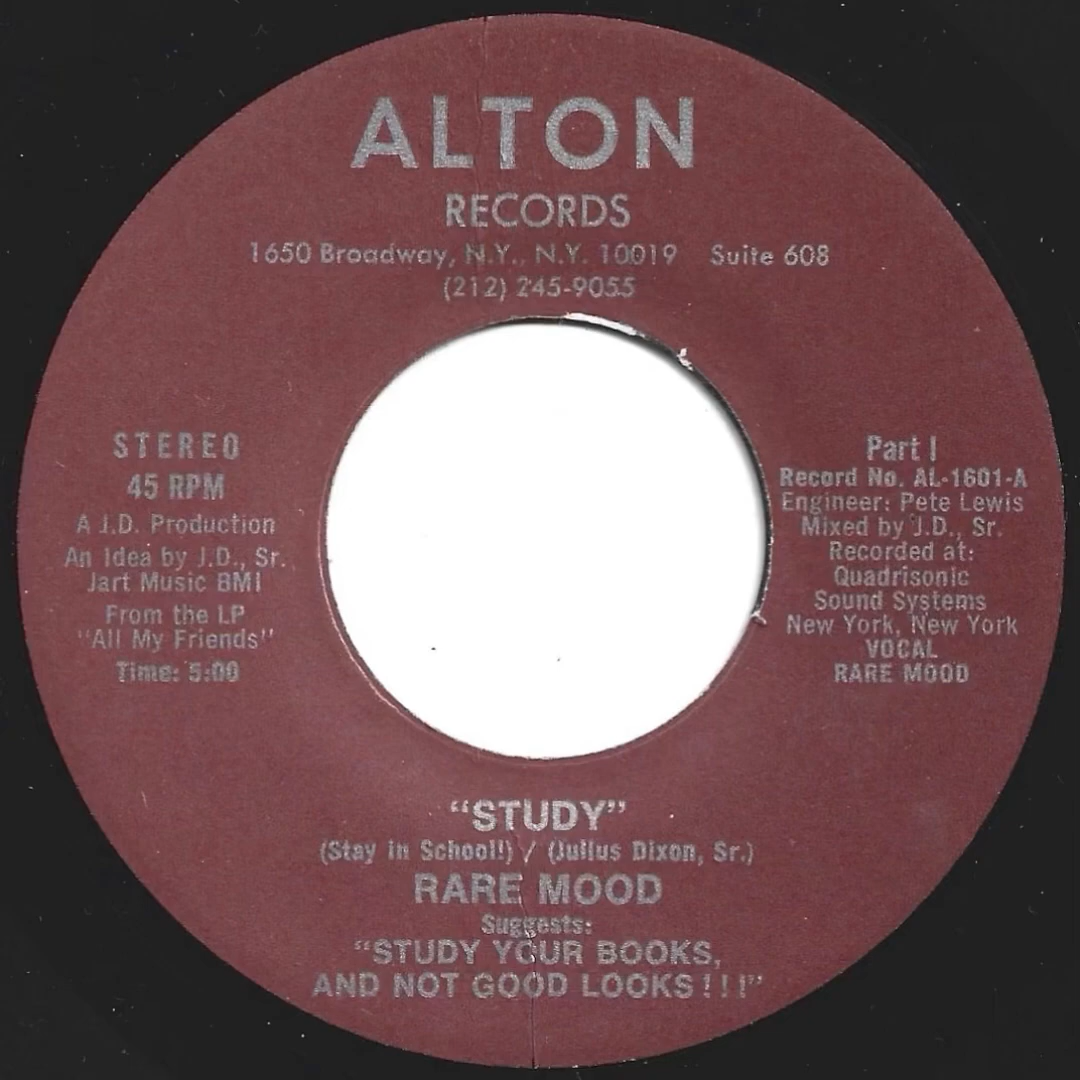 ALTON
RECORDS
1650 Broadway, N.Y., N.Y. 10019 Suite 608
(212) 245-9055
STEREO
45 RPM
A J.D. Production
An Idea by J.D., Sr.
Jart Music BMI
From the LP
"All My Friends"
Time: 5:00
Part I
Record No. AL-1601-A
Engineer: Pete Lewis
Mixed by J.D., Sr.
Recorded at:
Quadrisonic
Sound Systems
New York, New York
VOCAL
RARE MOOD
"STUDY"
(Stay in School!) / (Julius Dixon, Sr.)
RARE MOOD
Suggests:
"STUDY YOUR BOOKS,
AND NOT GOOD LOOKS!!!"